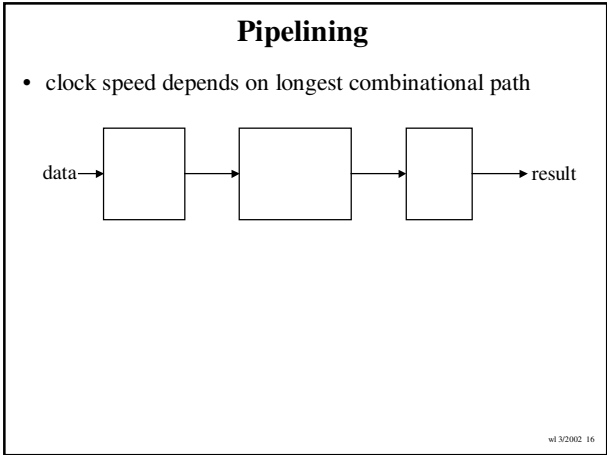 Pipelining
• clock speed depends on longest combinational path
data
result
wl 3/2002 16